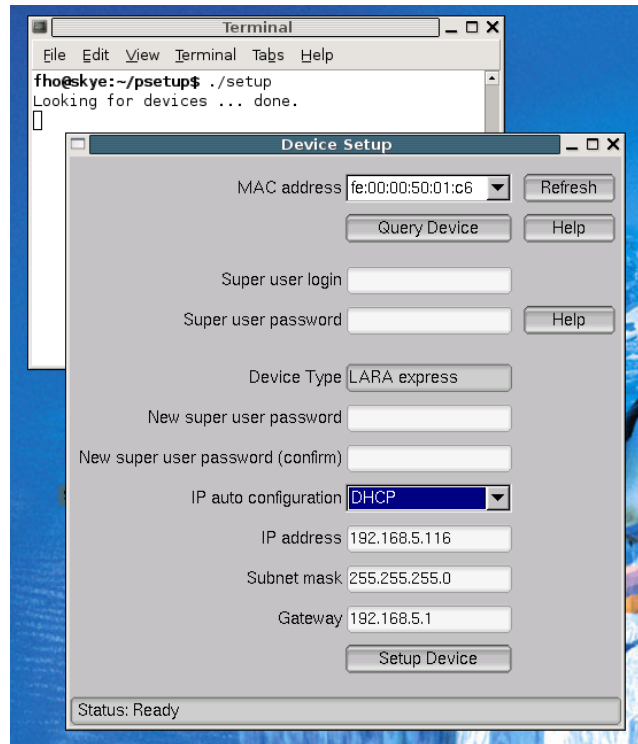 Terminal
File Edit View Terminal Tabs Help
fho@skye:~/psetup$ ./setup
Looking for devices ... done.
Device Setup
MAC address fe:00:00:50:01:c6 Refresh
Query Device Help
Super user login
Super user password Help
Device Type LARA express
New super user password
New super user password (confirm)
IP auto configuration DHCP
IP address 192.168.5.116
Subnet mask 255.255.255.0
Gateway 192.168.5.1
Setup Device
Status: Ready